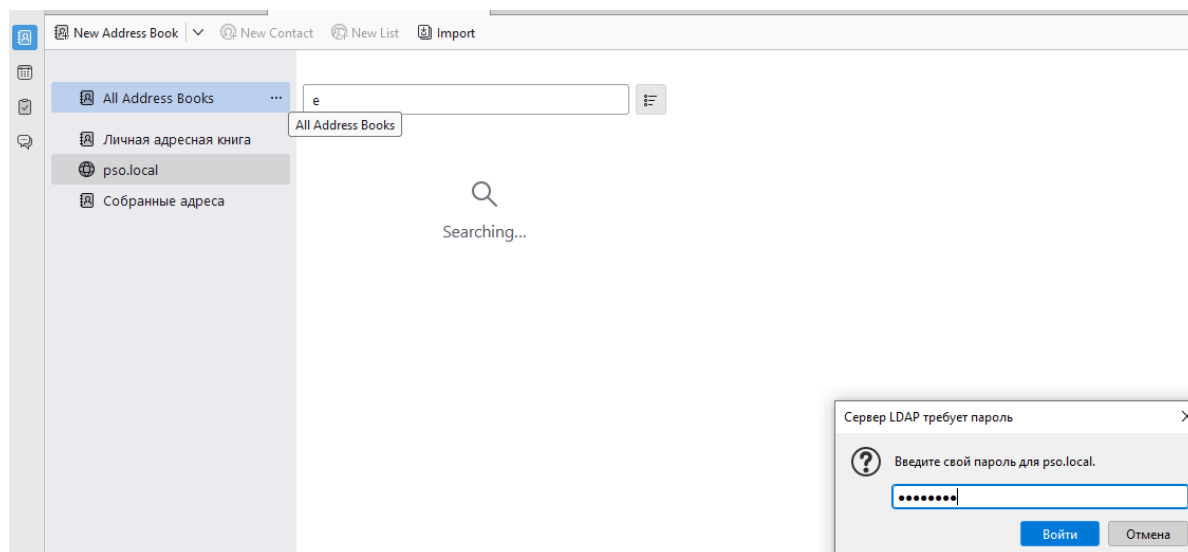 New Address Book New Contact New List Import
All Address Books ... e
All Address Books
Личная адресная книга
pso.local
Собранные адреса
Searching...
Сервер LDAP требует пароль
Введите свой пароль для pso.local.
••••••••
Войти Отмена